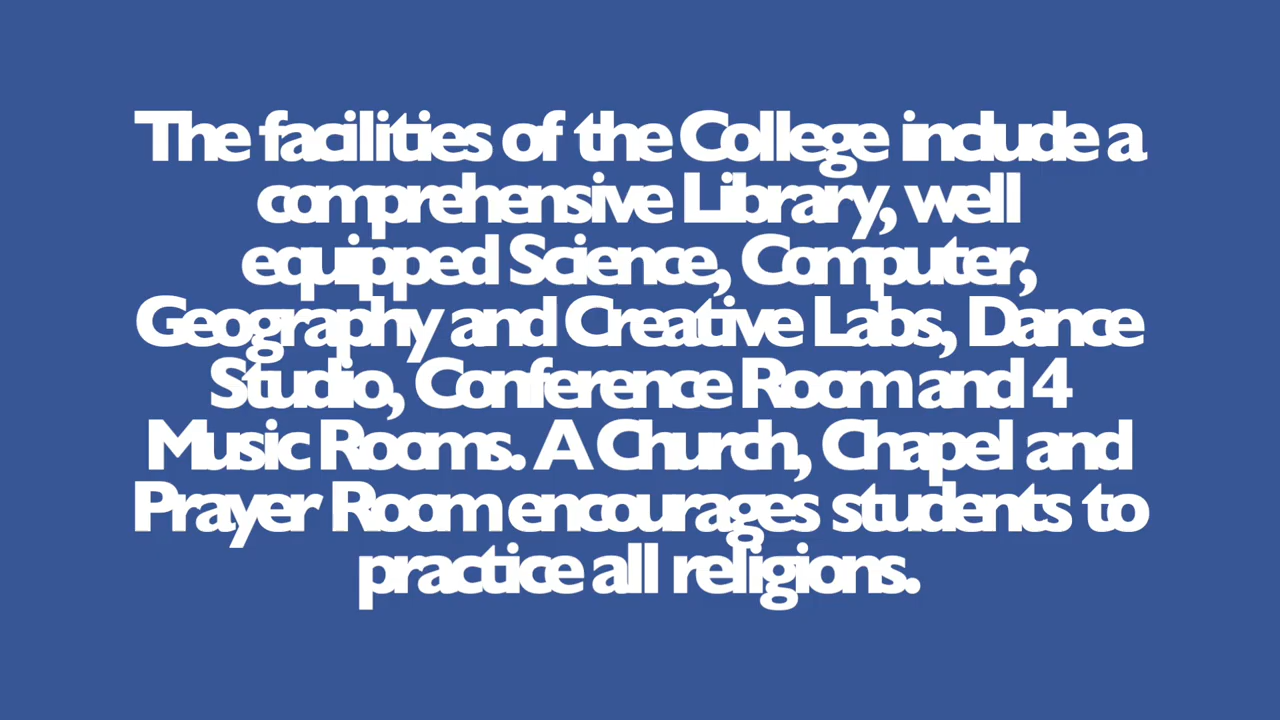 The facilities of the College include a
comprehensive Library, well
equipped Science, Computer,
Geography and Creative Labs, Dance
Studio, Conference Room and 4
Music Rooms. A Church, Chapel and
Prayer Room encourages students to
practice all religions.